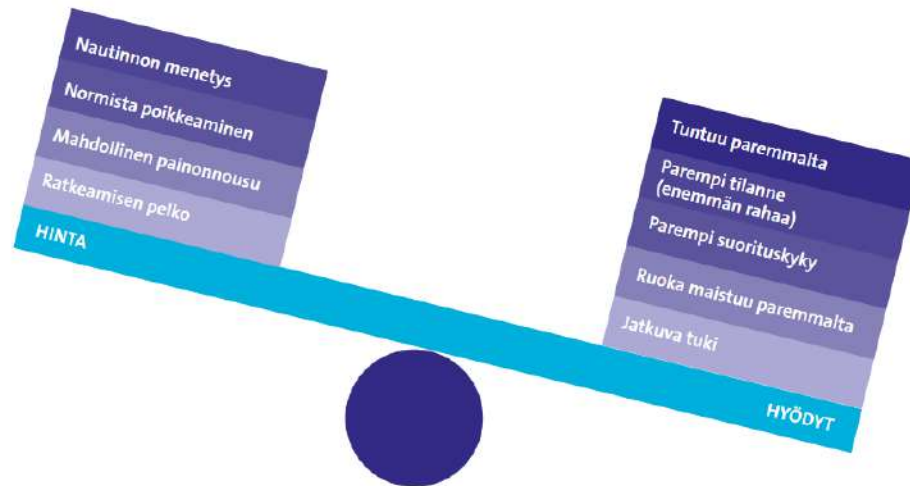 Nautinnon menetys
Normista poikkeaminen
Mahdollinen painonnousu
Ratkeamisen pelko
HINTA
Tuntuu paremmalta
Parempi tilanne
(enemmän rahaa)
Parempi suorituskyky
Ruoka maistuu paremmalta
Jatkuva tuki
HYÖDYT